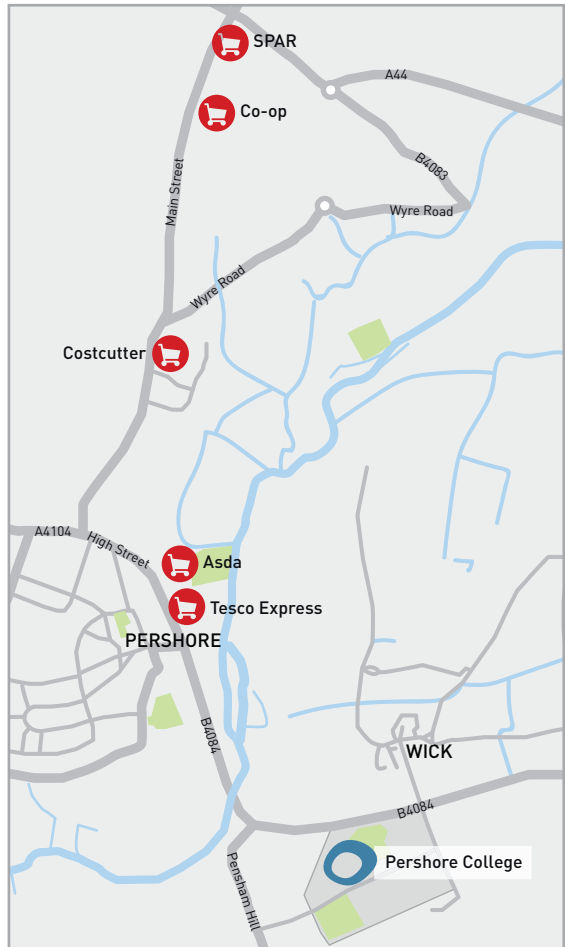 SPAR
A44
Co-op
B4083
Main Street
Wyre Road
Wyre Road
Costcutter
A4104
High Street
Asda
Tesco Express
PERSHORE
B4084
WICK
B4084
Pershore College
Pensham Hill